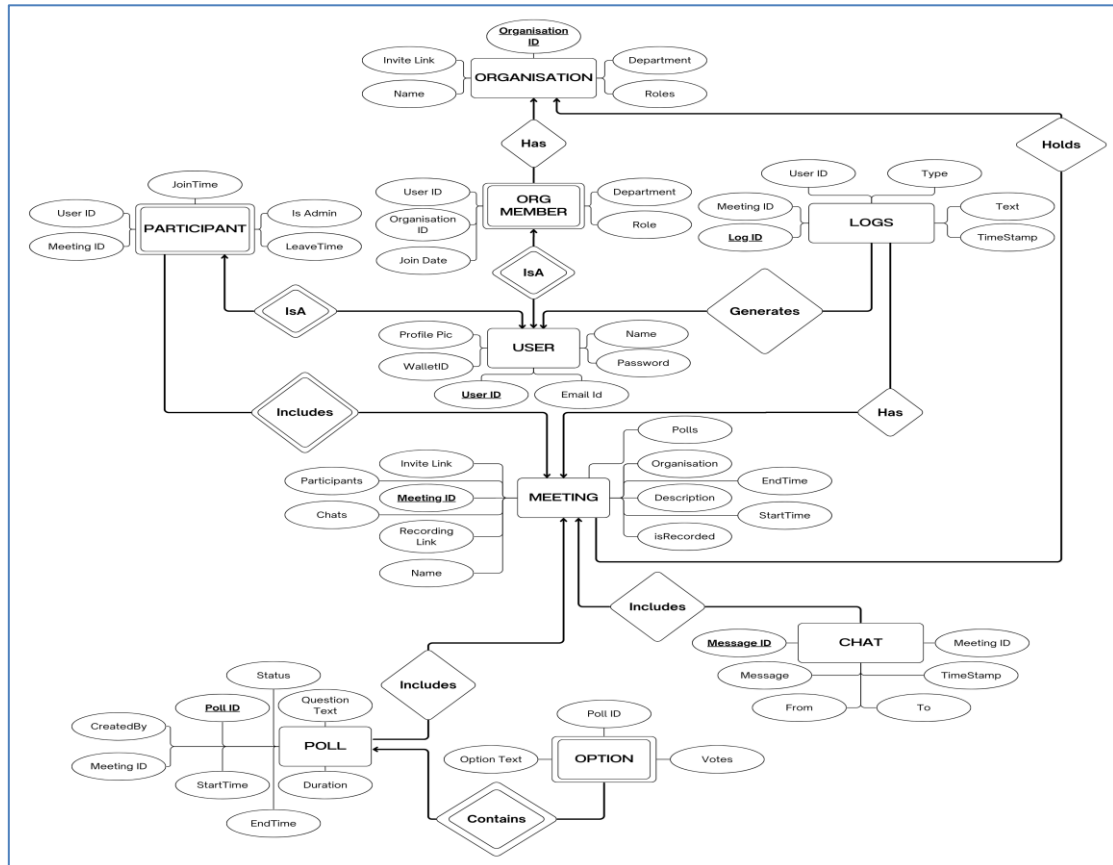 Organisation
ID
Invite Link
Department
ORGANISATION
Name
Roles
Has
Holds
JoinTime
User ID
Is Admin
PARTICIPANT
Meeting ID
LeaveTime
User ID
Department
ORG
MEMBER
Organisation
ID
Role
Join Date
User ID
Type
Meeting ID
Text
LOGS
Log ID
TimeStamp
IsA
IsA
Generates
Profile Pic
Name
USER
WalletID
Password
User ID
Email Id
Includes
Has
Polls
Invite Link
Organisation
Participants
EndTime
Meeting ID
MEETING
Description
Chats
StartTime
Recording
Link
isRecorded
Name
Includes
Message ID
CHAT
Meeting ID
Message
TimeStamp
From
To
Status
Includes
Poll ID
Question
Text
CreatedBy
POLL
Meeting ID
StartTime
Duration
EndTime
Poll ID
Option Text
OPTION
Votes
Contains